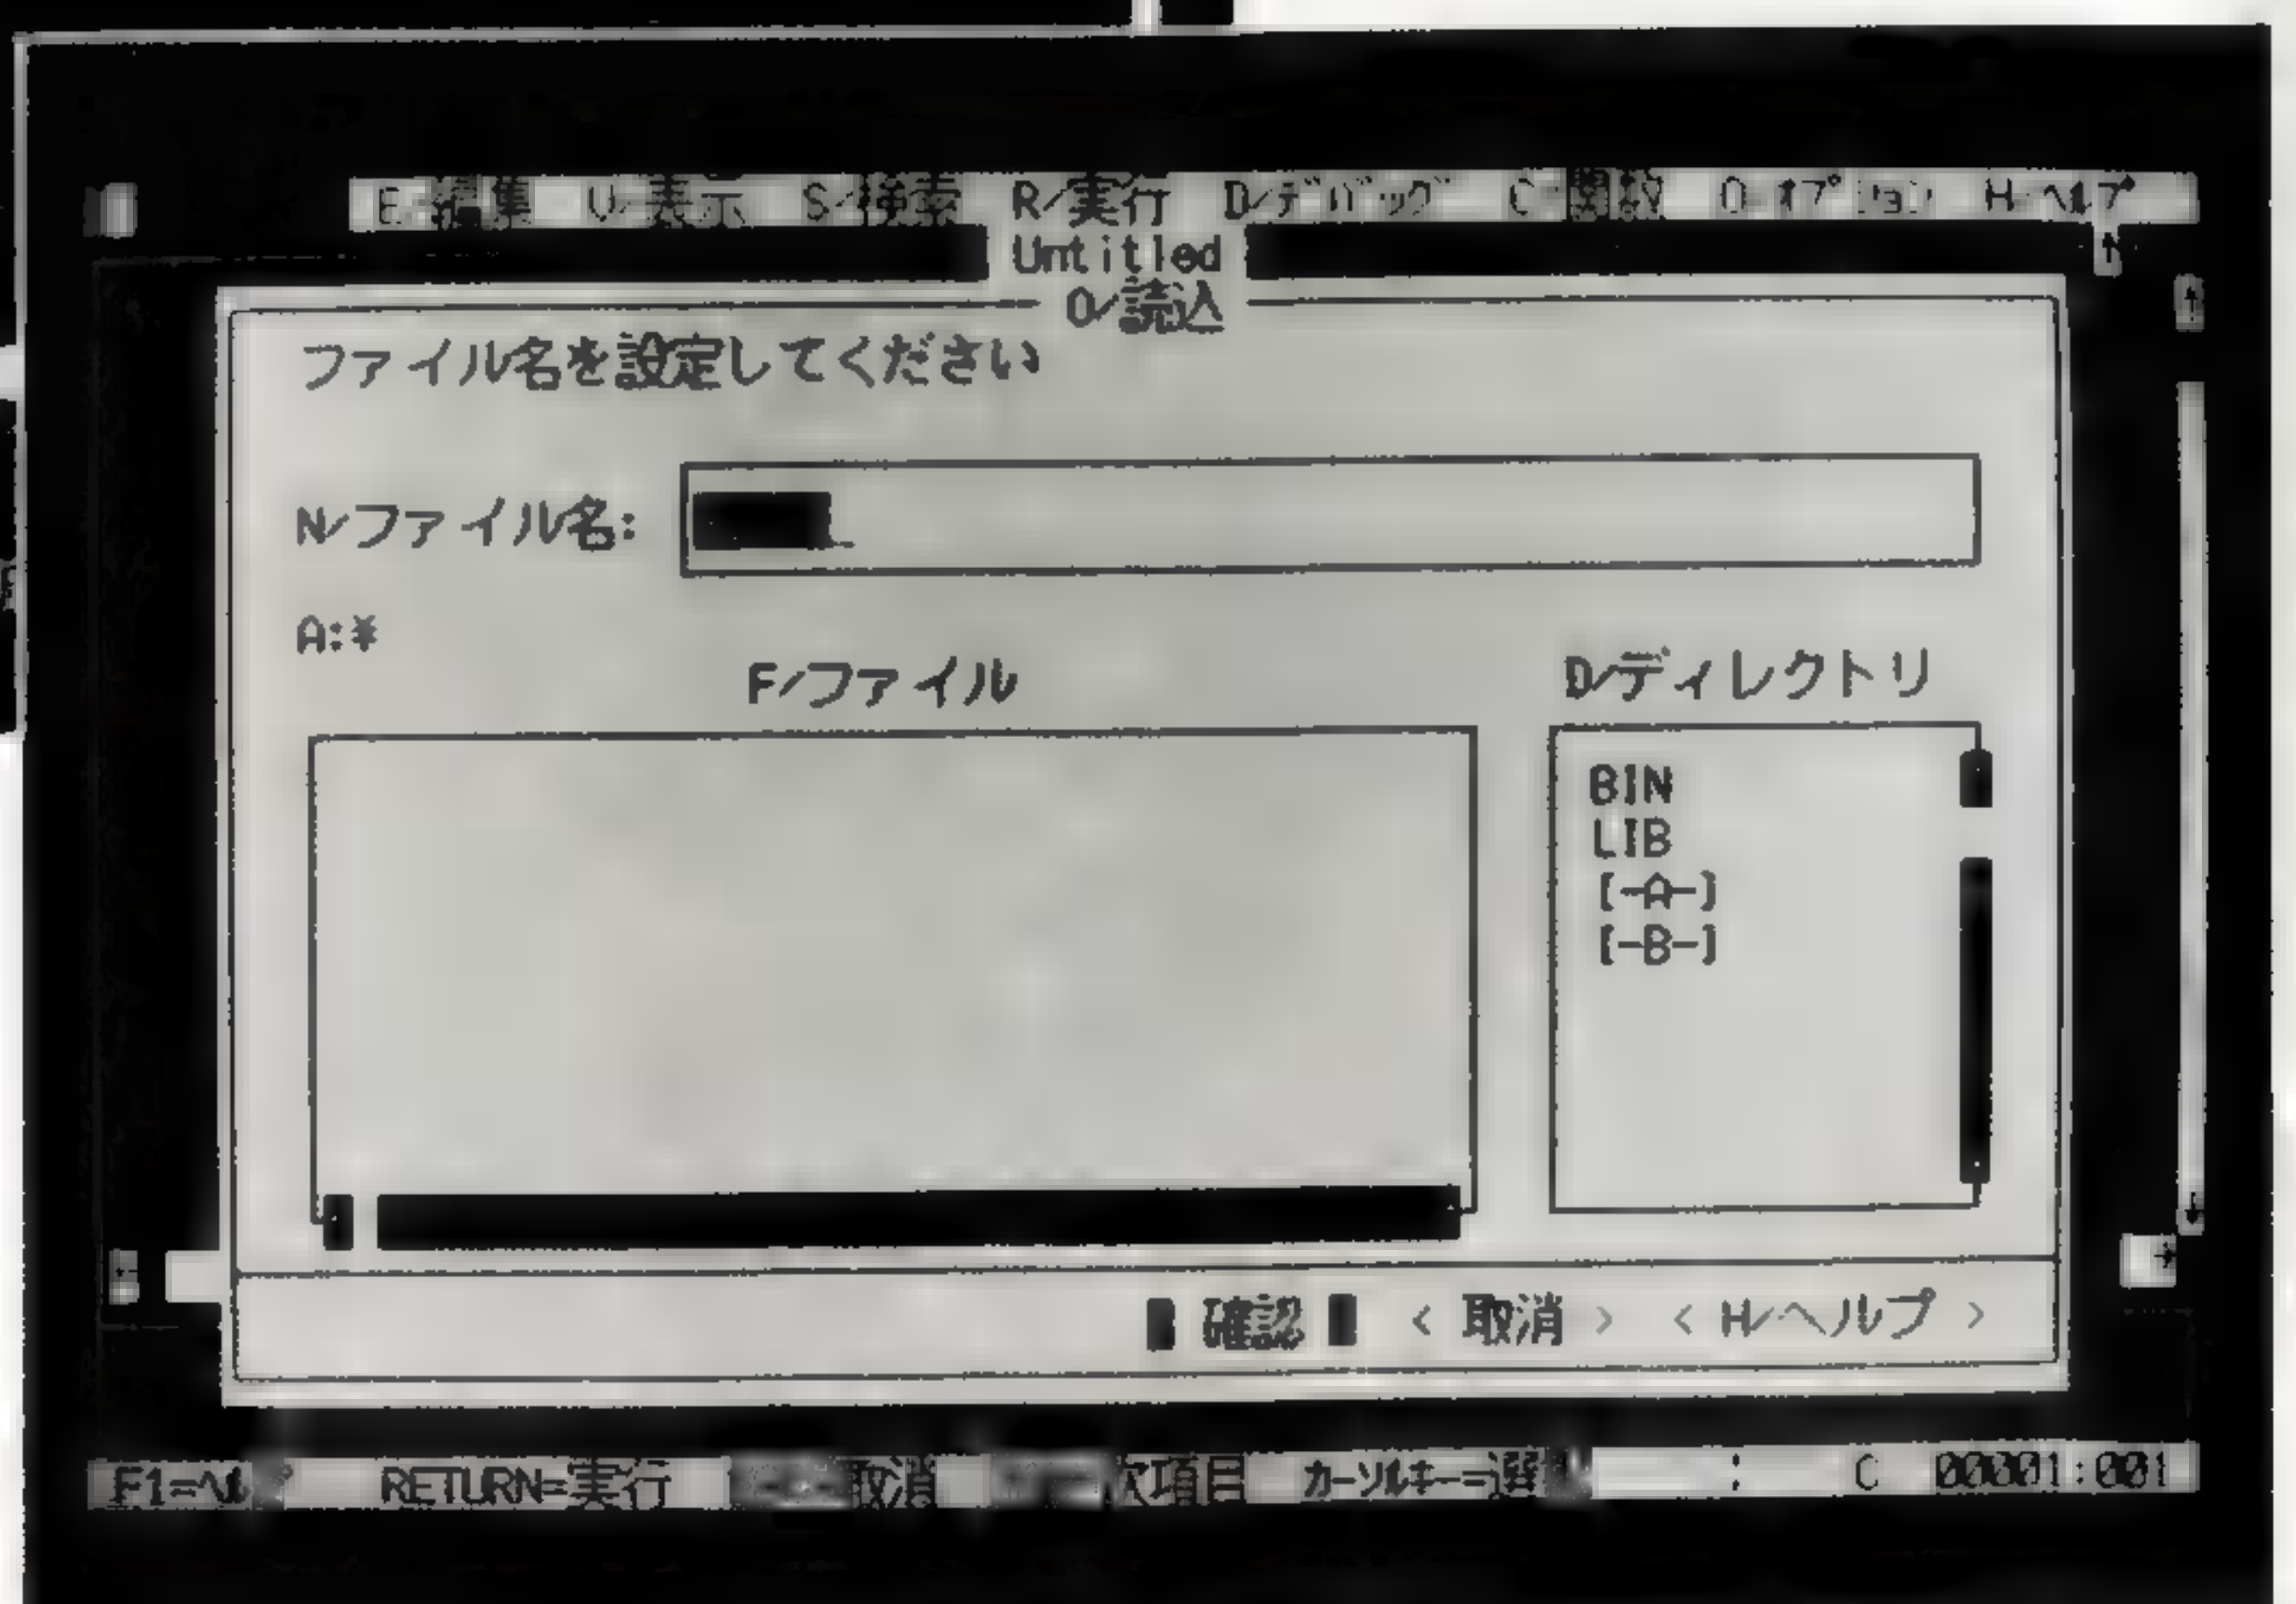 E/編集 V/表示 S/検索 R/実行 D/ﾃﾞﾊﾞｯｸﾞ O/ｵﾌﾟｼｮﾝ H/ﾍﾙﾌﾟ
Untitled
O/読込
ファイル名を設定してください
N/ファイル名:
A:¥
F/ファイル
D/ディレクトリ
BIN
LIB
[-A-]
[-B-]
確認 < 取消 > < H/ヘルプ >
F1=ﾍﾙﾌﾟ RETURN=実行 取消 次項目 ｶｰｿﾙｷｰ=選 : C 00001:001